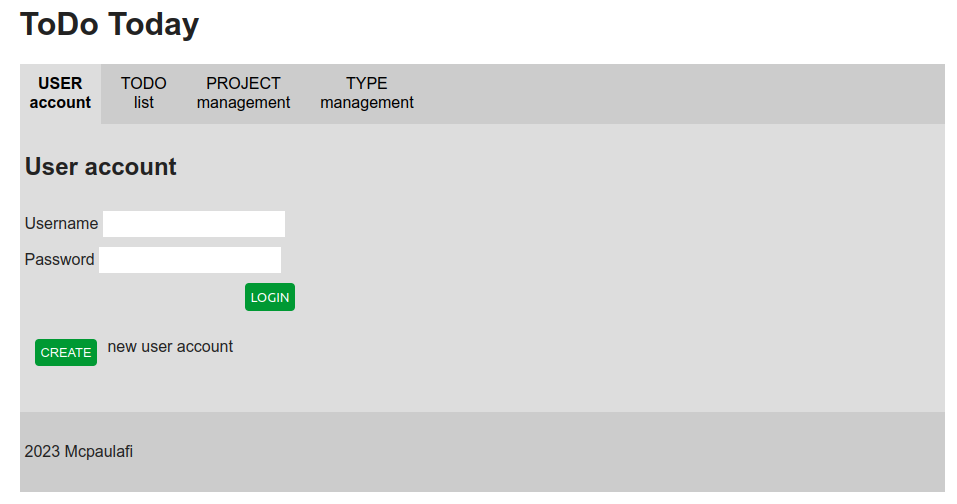 ToDo Today
USER TODO PROJECT TYPE
account list management management
User account
Username
Password
LOGIN
CREATE new user account
2023 Mcpaulafi